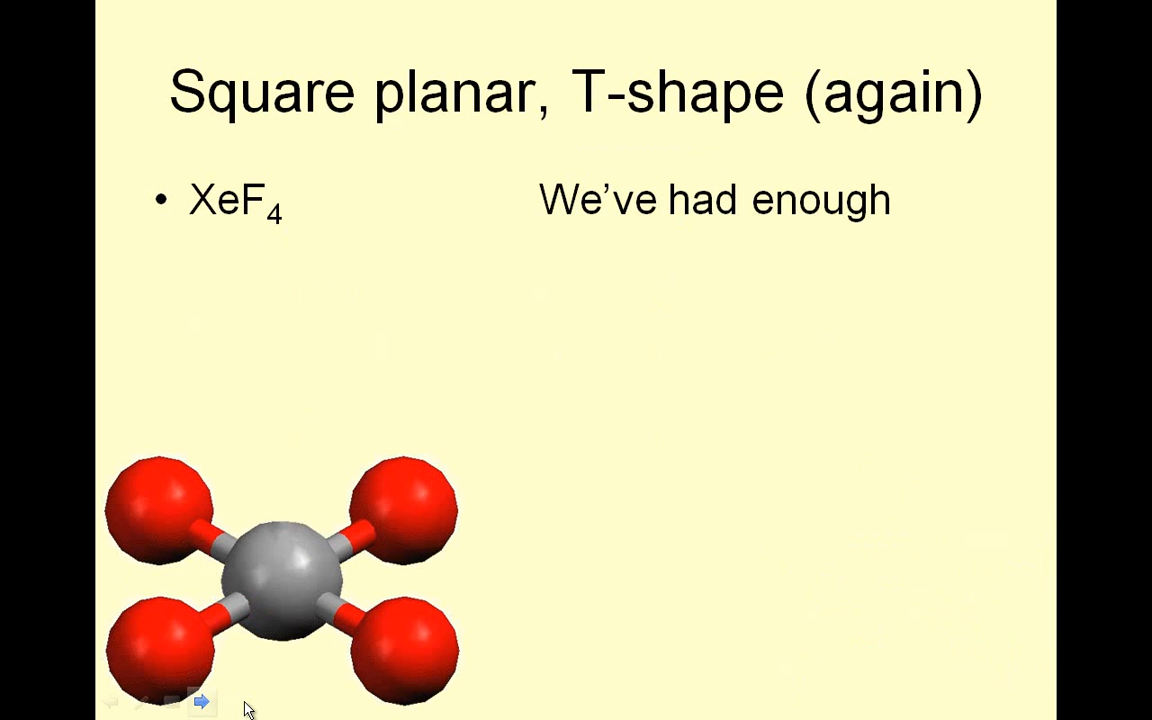 Square planar, T-shape (again)
• XeF₄ We’ve had enough